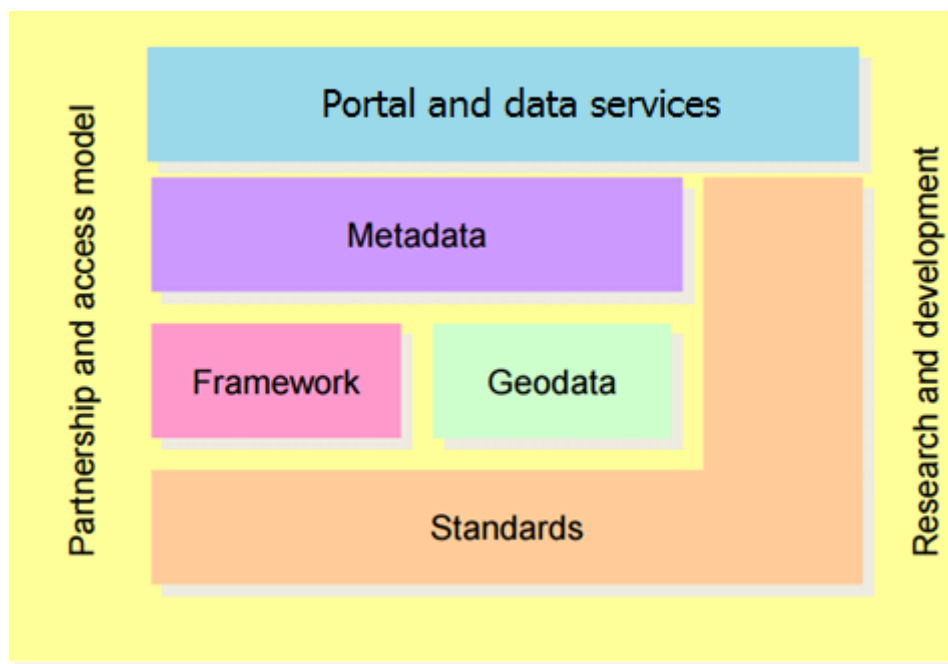 Portal and data services
Partnership and access model
Metadata
Research and development
Framework
Geodata
Standards